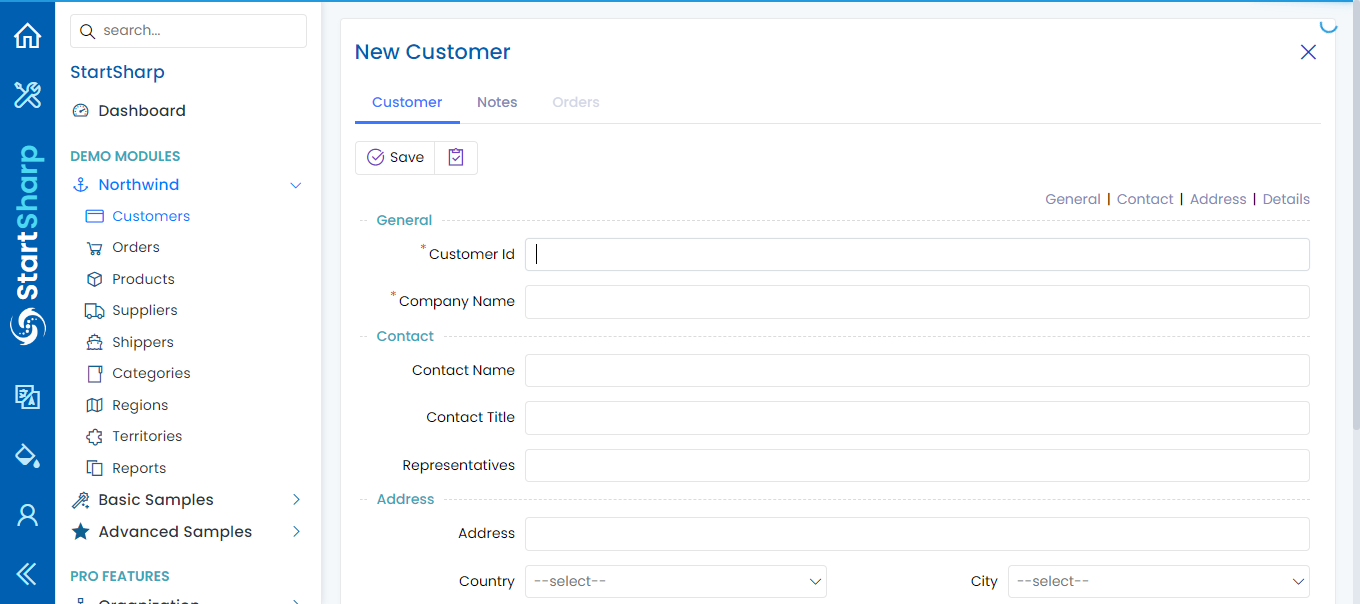 search...
StartSharp
Dashboard
DEMO MODULES
Northwind
Customers
Orders
Products
Suppliers
Shippers
Categories
Regions
Territories
Reports
Basic Samples
Advanced Samples
PRO FEATURES
Organization
StartSharp
New Customer
Customer Notes Orders
Save
General | Contact | Address | Details
General
* Customer Id
* Company Name
Contact
Contact Name
Contact Title
Representatives
Address
Address
Country --select-- City --select--